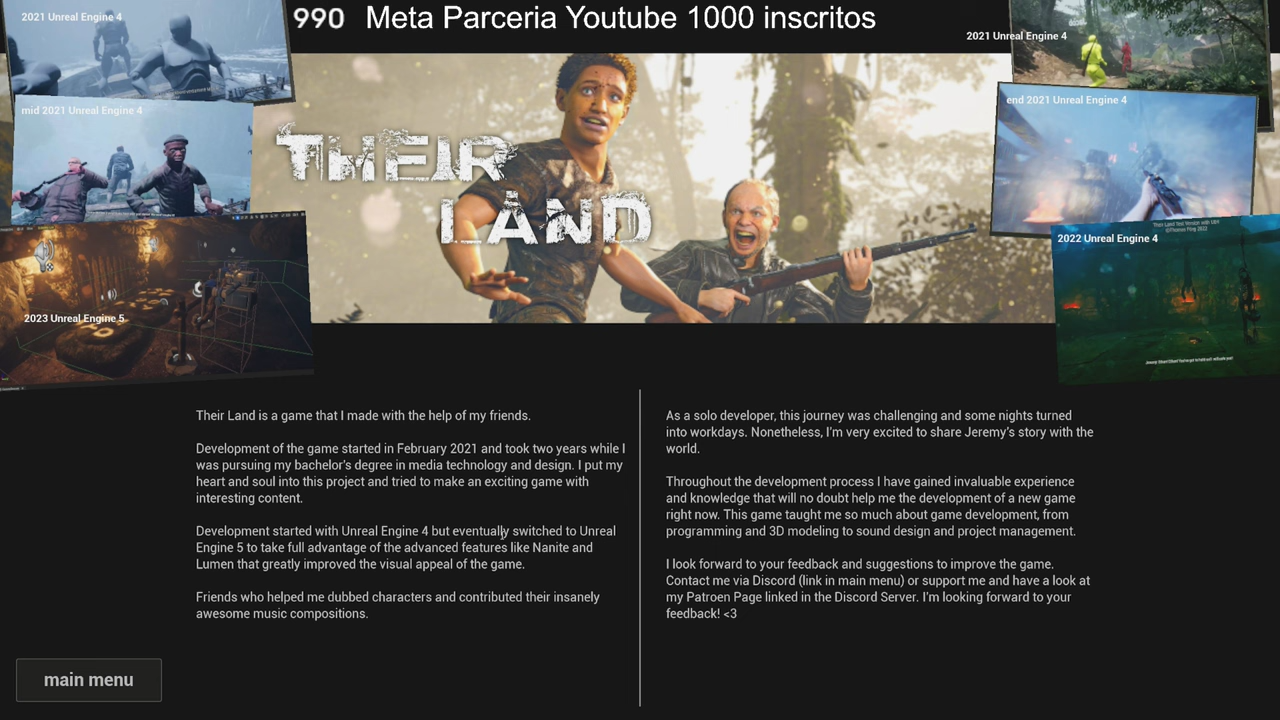 990 Meta Parceria Youtube 1000 inscritos
2021 Unreal Engine 4
2021 Unreal Engine 4
mid 2021 Unreal Engine 4
end 2021 Unreal Engine 4
THEIR
LAND
2022 Unreal Engine 4
2023 Unreal Engine 5
Their Land is a game that I made with the help of my friends.
Development of the game started in February 2021 and took two years while I
was pursuing my bachelor's degree in media technology and design. I put my
heart and soul into this project and tried to make an exciting game with
interesting content.
Development started with Unreal Engine 4 but eventually switched to Unreal
Engine 5 to take full advantage of the advanced features like Nanite and
Lumen that greatly improved the visual appeal of the game.
Friends who helped me dubbed characters and contributed their insanely
awesome music compositions.
As a solo developer, this journey was challenging and some nights turned
into workdays. Nonetheless, I'm very excited to share Jeremy's story with the
world.
Throughout the development process I have gained invaluable experience
and knowledge that will no doubt help me the development of a new game
right now. This game taught me so much about game development, from
programming and 3D modeling to sound design and project management.
I look forward to your feedback and suggestions to improve the game.
Contact me via Discord (link in main menu) or support me and have a look at
my Patroen Page linked in the Discord Server. I'm looking forward to your
feedback! <3
main menu